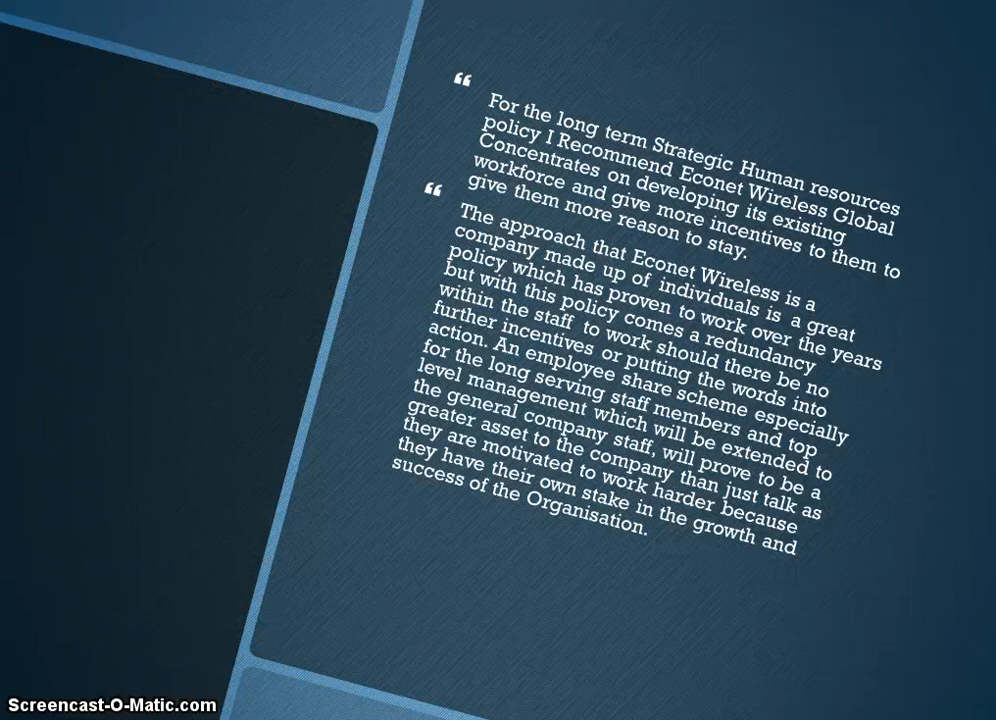 “ For the long term Strategic Human resources
policy I Recommend Econet Wireless Global
Concentrates on developing its existing
workforce and give more incentives to them to
give them more reason to stay.
“ The approach that Econet Wireless is a
company made up of individuals is a great
policy which has proven to work over the years
but with this policy comes a redundancy
within the staff to work should there be no
further incentives or putting the words into
action. An employee share scheme especially
for the long serving staff members and top
level management which will be extended to
the general company staff, will prove to be a
greater asset to the company than just talk as
they are motivated to work harder because
they have their own stake in the growth and
success of the Organisation.
Screencast-O-Matic.com